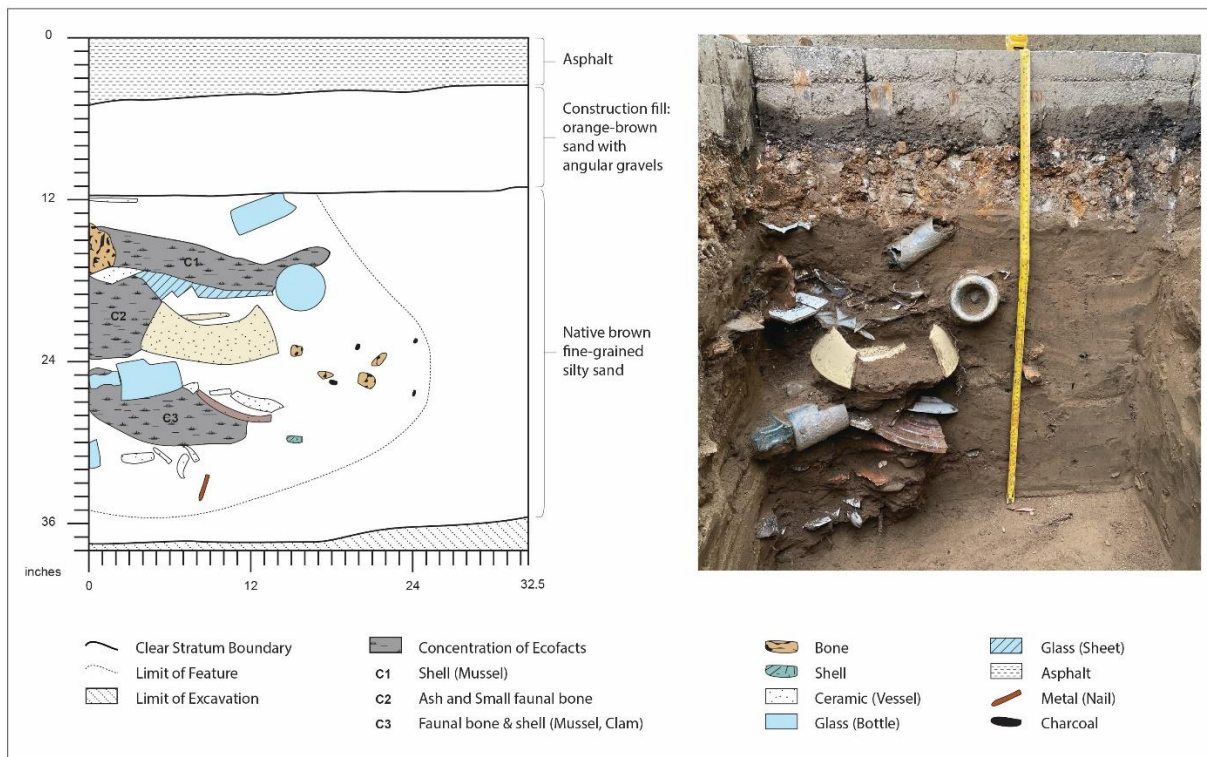 0
Asphalt
Construction fill:
orange-brown
sand with
angular gravels
12
C1
C2
24
Native brown
fine-grained
silty sand
C3
36
inches
0
12
24
32.5
Clear Stratum Boundary
Limit of Feature
Limit of Excavation
Concentration of Ecofacts
C1 Shell (Mussel)
C2 Ash and Small faunal bone
C3 Faunal bone & shell (Mussel, Clam)
Bone
Shell
Ceramic (Vessel)
Glass (Bottle)
Glass (Sheet)
Asphalt
Metal (Nail)
Charcoal